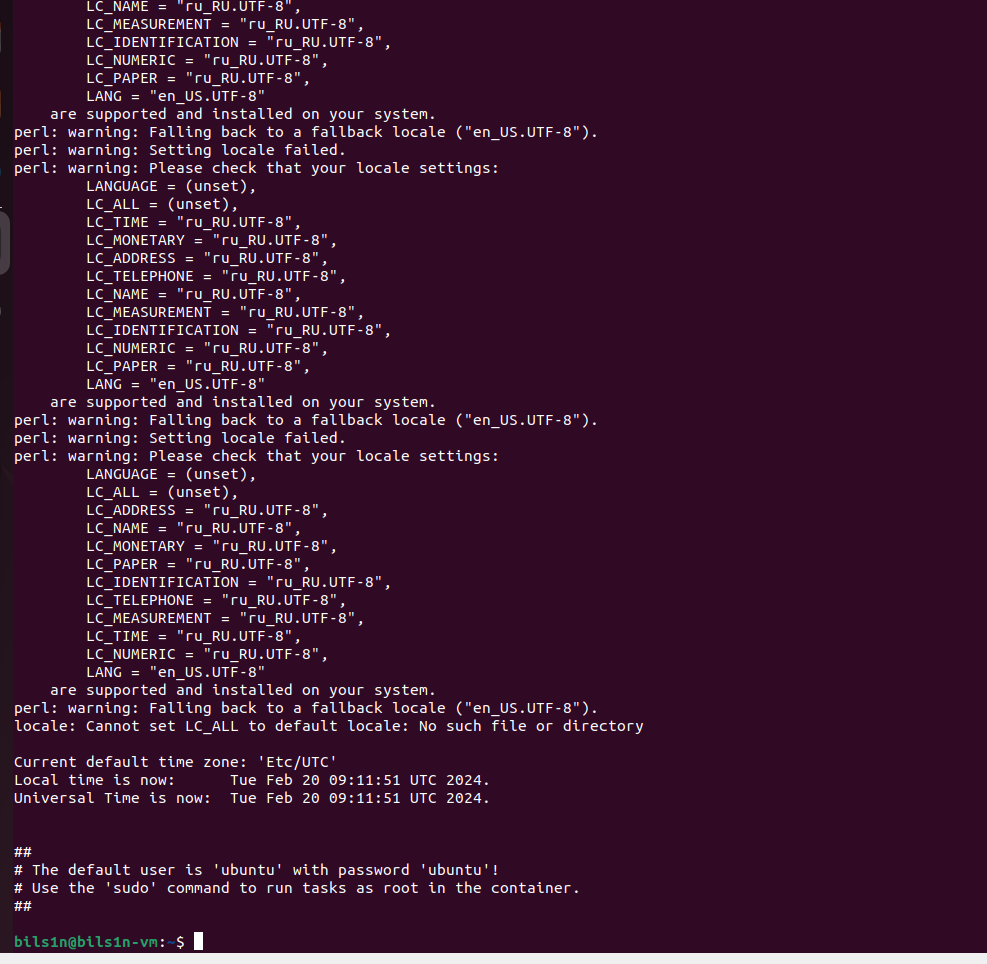 LC_NAME = "ru_RU.UTF-8",
LC_MEASUREMENT = "ru_RU.UTF-8",
LC_IDENTIFICATION = "ru_RU.UTF-8",
LC_NUMERIC = "ru_RU.UTF-8",
LC_PAPER = "ru_RU.UTF-8",
LANG = "en_US.UTF-8"
are supported and installed on your system.
perl: warning: Falling back to a fallback locale ("en_US.UTF-8").
perl: warning: Setting locale failed.
perl: warning: Please check that your locale settings:
LANGUAGE = (unset),
LC_ALL = (unset),
LC_TIME = "ru_RU.UTF-8",
LC_MONETARY = "ru_RU.UTF-8",
LC_ADDRESS = "ru_RU.UTF-8",
LC_TELEPHONE = "ru_RU.UTF-8",
LC_NAME = "ru_RU.UTF-8",
LC_MEASUREMENT = "ru_RU.UTF-8",
LC_IDENTIFICATION = "ru_RU.UTF-8",
LC_NUMERIC = "ru_RU.UTF-8",
LC_PAPER = "ru_RU.UTF-8",
LANG = "en_US.UTF-8"
are supported and installed on your system.
perl: warning: Falling back to a fallback locale ("en_US.UTF-8").
perl: warning: Setting locale failed.
perl: warning: Please check that your locale settings:
LANGUAGE = (unset),
LC_ALL = (unset),
LC_ADDRESS = "ru_RU.UTF-8",
LC_NAME = "ru_RU.UTF-8",
LC_MONETARY = "ru_RU.UTF-8",
LC_PAPER = "ru_RU.UTF-8",
LC_IDENTIFICATION = "ru_RU.UTF-8",
LC_TELEPHONE = "ru_RU.UTF-8",
LC_MEASUREMENT = "ru_RU.UTF-8",
LC_TIME = "ru_RU.UTF-8",
LC_NUMERIC = "ru_RU.UTF-8",
LANG = "en_US.UTF-8"
are supported and installed on your system.
perl: warning: Falling back to a fallback locale ("en_US.UTF-8").
locale: Cannot set LC_ALL to default locale: No such file or directory
Current default time zone: 'Etc/UTC'
Local time is now:      Tue Feb 20 09:11:51 UTC 2024.
Universal Time is now:  Tue Feb 20 09:11:51 UTC 2024.
##
# The default user is 'ubuntu' with password 'ubuntu'!
# Use the 'sudo' command to run tasks as root in the container.
##
bils1n@bils1n-vm:~$